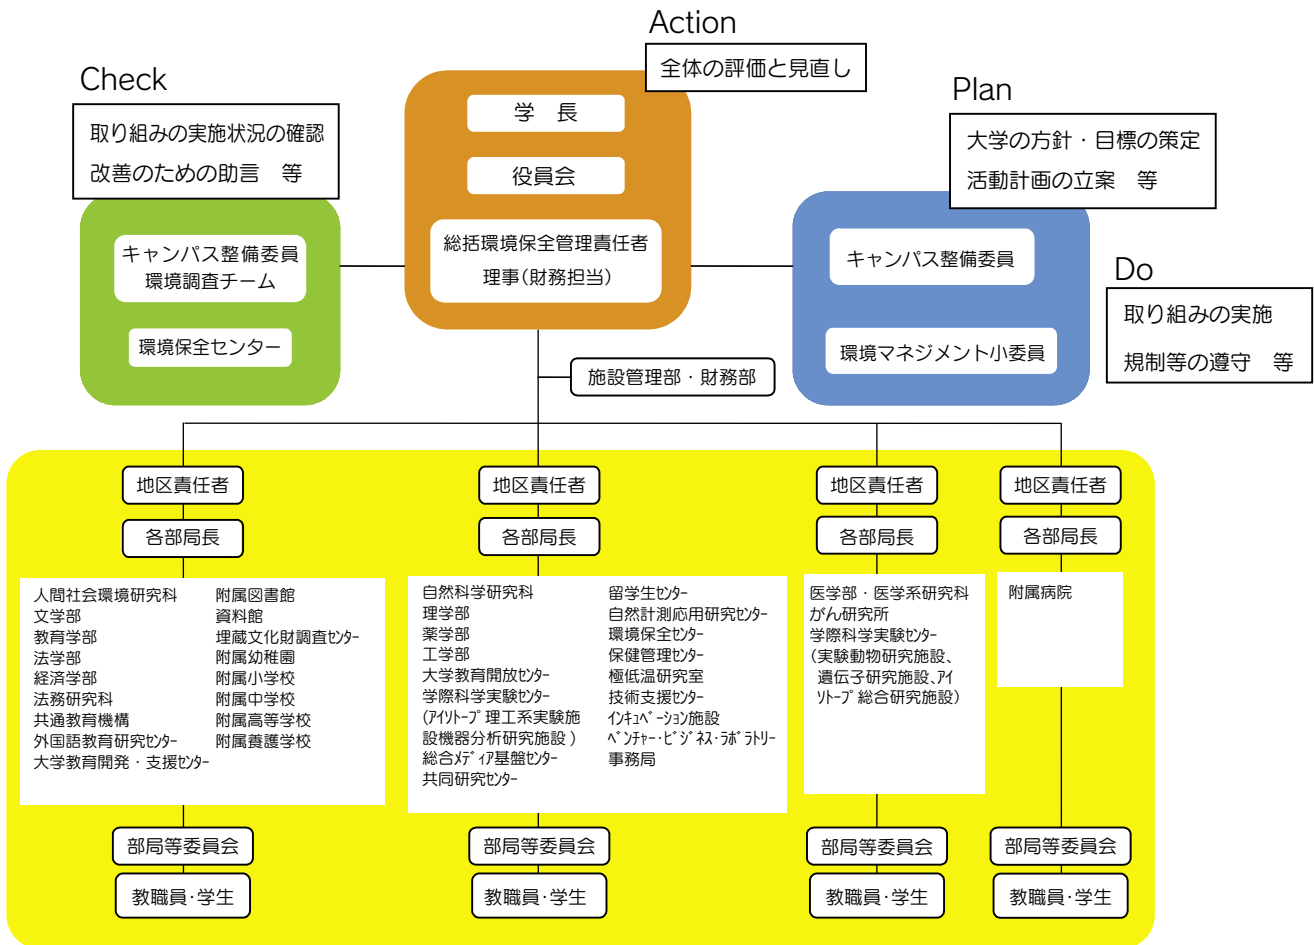 Action
全体の評価と見直し
Check
取り組みの実施状況の確認
改善のための助言 等
Plan
大学の方針・目標の策定
活動計画の立案 等
Do
取り組みの実施
規制等の遵守 等
学 長
役員会
総括環境保全管理責任者
理事(財務担当)
キャンパス整備委員
環境調査チーム
環境保全センター
キャンパス整備委員
環境マネジメント小委員
施設管理部・財務部
地区責任者
各部局長
人間社会環境研究科
文学部
教育学部
法学部
経済学部
法務研究科
共通教育機構
外国語教育研究ｾﾝﾀｰ
大学教育開発・支援ｾﾝﾀｰ
附属図書館
資料館
埋蔵文化財調査ｾﾝﾀｰ
附属幼稚園
附属小学校
附属中学校
附属高等学校
附属養護学校
部局等委員会
教職員･学生
地区責任者
各部局長
自然科学研究科
理学部
薬学部
工学部
大学教育開放ｾﾝﾀｰ
学際科学実験ｾﾝﾀｰ
(ｱｲｿﾄｰﾌﾟ理工系実験施
設機器分析研究施設)
総合ﾒﾃﾞｨｱ基盤ｾﾝﾀｰ
共同研究ｾﾝﾀｰ
留学生ｾﾝﾀｰ
自然計測応用研究ｾﾝﾀｰ
環境保全ｾﾝﾀｰ
保健管理ｾﾝﾀｰ
極低温研究室
技術支援ｾﾝﾀｰ
ｲﾝｷｭﾍﾞｰｼｮﾝ施設
ﾍﾞﾝﾁｬｰ･ﾋﾞｼﾞﾈｽ･ﾗﾎﾞﾗﾄﾘｰ
事務局
部局等委員会
教職員･学生
地区責任者
各部局長
医学部・医学系研究科
がん研究所
学際科学実験ｾﾝﾀｰ
(実験動物研究施設、
遺伝子研究施設､ｱｲ
ｿﾄｰﾌﾟ総合研究施設)
部局等委員会
教職員･学生
地区責任者
各部局長
附属病院
部局等委員会
教職員･学生